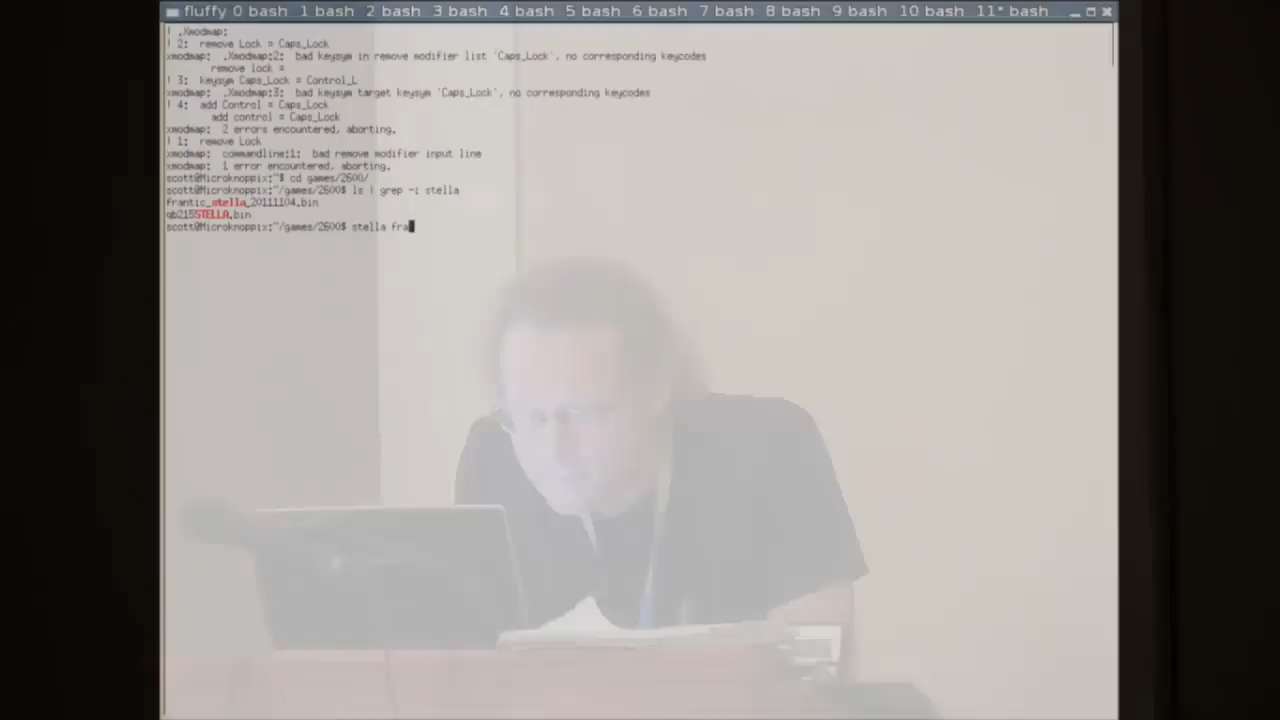 fluffy 0 bash 1 bash 2 bash 3 bash 4 bash 5 bash 6 bash 7 bash 8 bash 9 bash 10 bash 11* bash
! .Xmodmap:
! 2: remove Lock = Caps_Lock
xmodmap: .Xmodmap:2: bad keysym in remove modifier list 'Caps_Lock', no corresponding keycodes
remove lock =
! 3: keysym Caps_Lock = Control_L
xmodmap: .Xmodmap:3: bad keysym target keysym 'Caps_Lock', no corresponding keycodes
! 4: add Control = Caps_Lock
add control = Caps_Lock
xmodmap: 2 errors encountered, aborting.
! 1: remove Lock
xmodmap: commandline:1: bad remove modifier input line
xmodmap: 1 error encountered, aborting.
scott@Microknoppix:~$ cd games/2600/
scott@Microknoppix:~/games/2600$ ls | grep -i stella
frantic_stella_20111104.bin
qb215STELLA.bin
scott@Microknoppix:~/games/2600$ stella fra